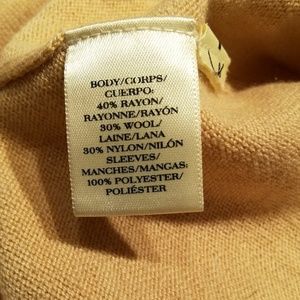 BODY/CORPS/
CUERPO:
40% RAYON/
RAYONNE/RAYÓN
30% WOOL/
LAINE/LANA
30% NYLON/NILÓN
SLEEVES/
MANCHES/MANGAS:
100% POLYESTER/
POLIÉSTER